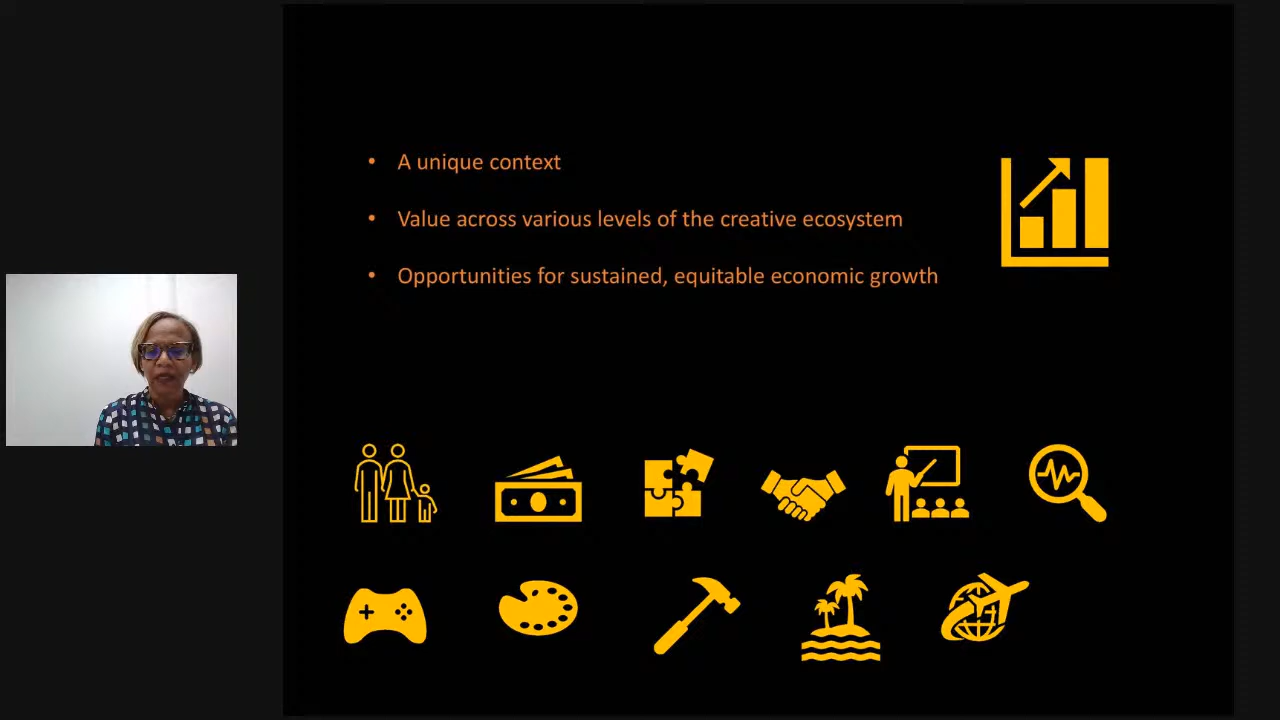 • A unique context
• Value across various levels of the creative ecosystem
• Opportunities for sustained, equitable economic growth